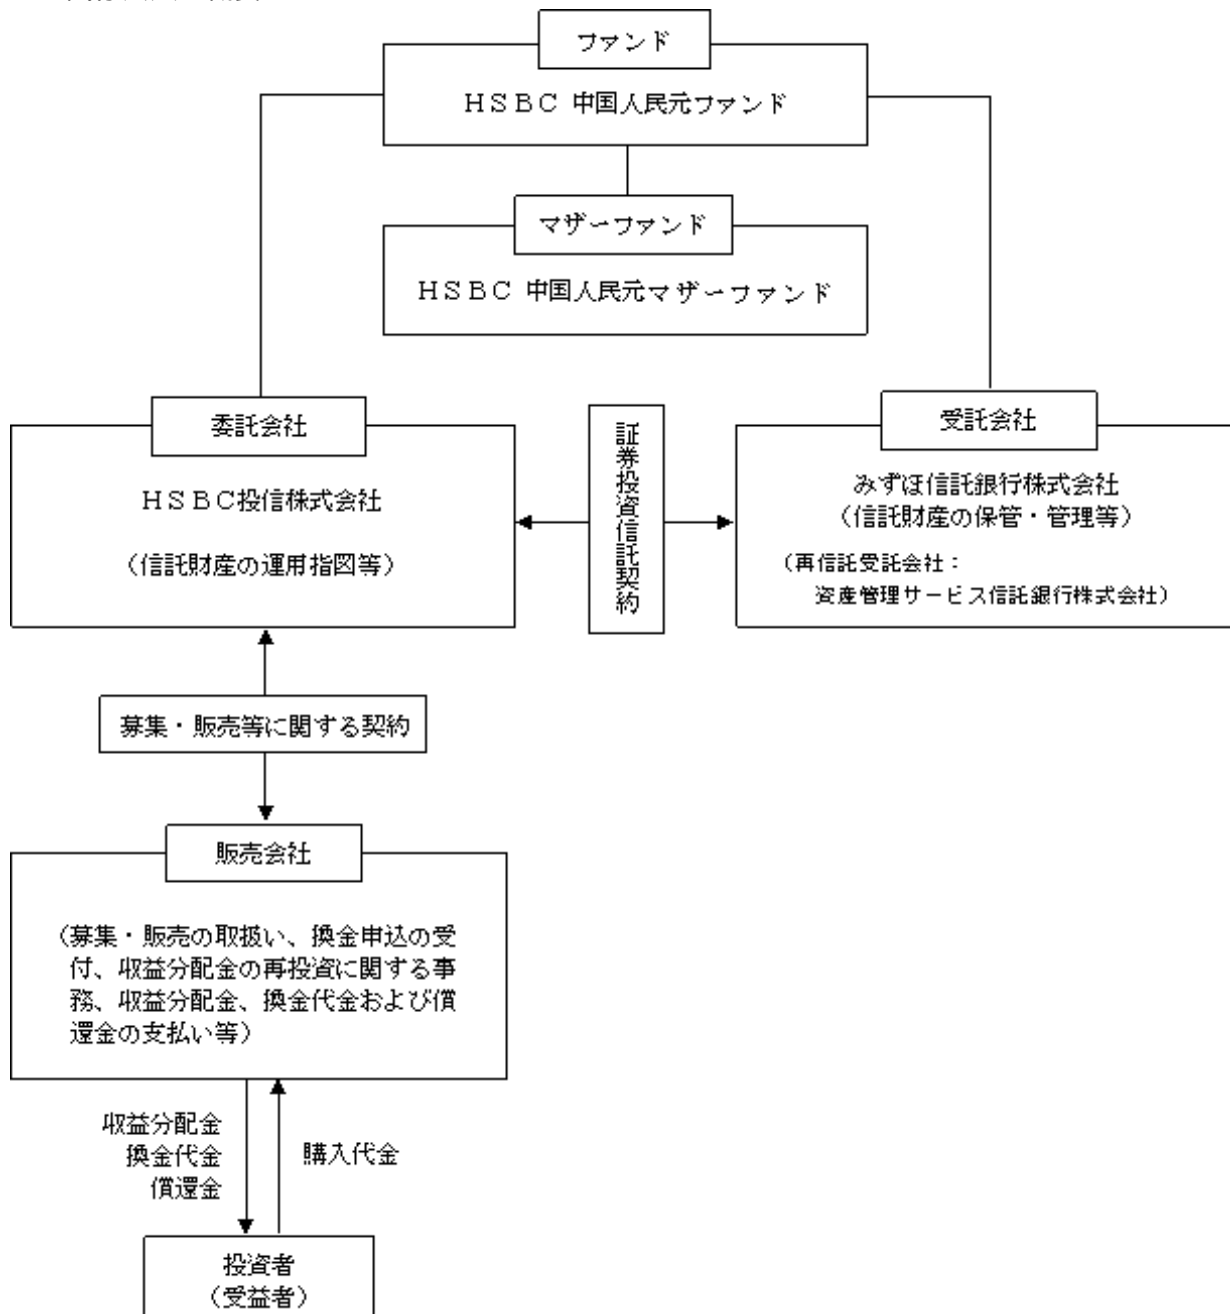 ファンド
HSBC 中国人民元ファンド
マザーファンド
HSBC 中国人民元マザーファンド
委託会社
HSBC投信株式会社
(信託財産の運用指図等)
証券投資信託契約
受託会社
みずほ信託銀行株式会社
(信託財産の保管・管理等)
(再信託受託会社:
資産管理サービス信託銀行株式会社)
募集・販売等に関する契約
販売会社
(募集・販売の取扱い、換金申込の受
付、収益分配金の再投資に関する事
務、収益分配金、換金代金および償
還金の支払い等)
収益分配金
換金代金
償還金
購入代金
投資者
(受益者)